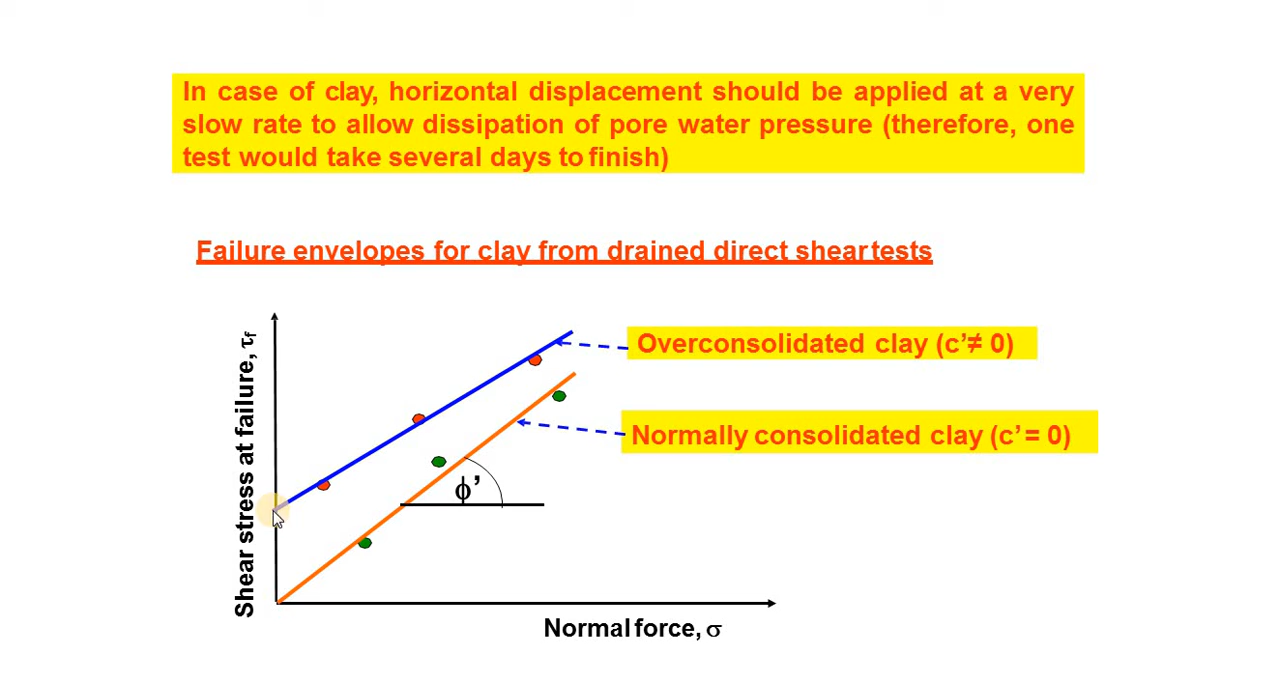 In case of clay, horizontal displacement should be applied at a very
slow rate to allow dissipation of pore water pressure (therefore, one
test would take several days to finish)
Failure envelopes for clay from drained direct shear tests
Shear stress at failure, τf
Overconsolidated clay (c’≠ 0)
Normally consolidated clay (c’ = 0)
ϕ’
Normal force, σ